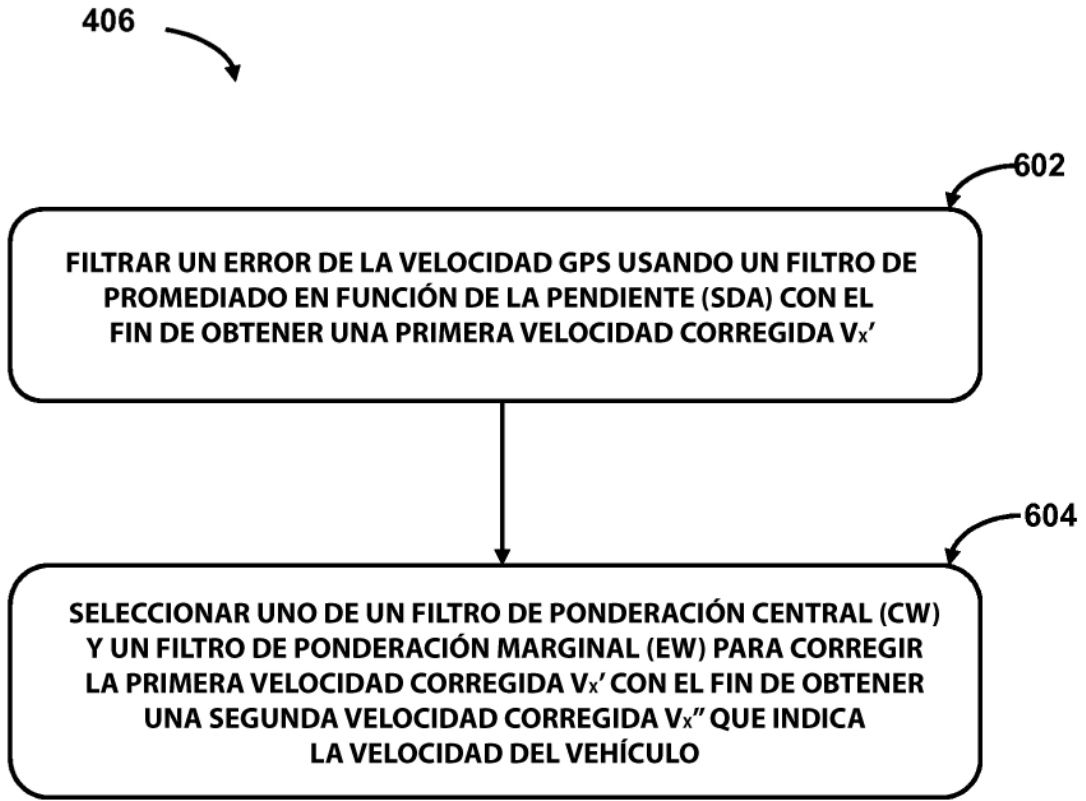 406
602
FILTRAR UN ERROR DE LA VELOCIDAD GPS USANDO UN FILTRO DE
PROMEDIADO EN FUNCIÓN DE LA PENDIENTE (SDA) CON EL
FIN DE OBTENER UNA PRIMERA VELOCIDAD CORREGIDA Vx'
604
SELECCIONAR UNO DE UN FILTRO DE PONDERACIÓN CENTRAL (CW)
Y UN FILTRO DE PONDERACIÓN MARGINAL (EW) PARA CORREGIR
LA PRIMERA VELOCIDAD CORREGIDA Vx' CON EL FIN DE OBTENER
UNA SEGUNDA VELOCIDAD CORREGIDA Vx" QUE INDICA
LA VELOCIDAD DEL VEHÍCULO